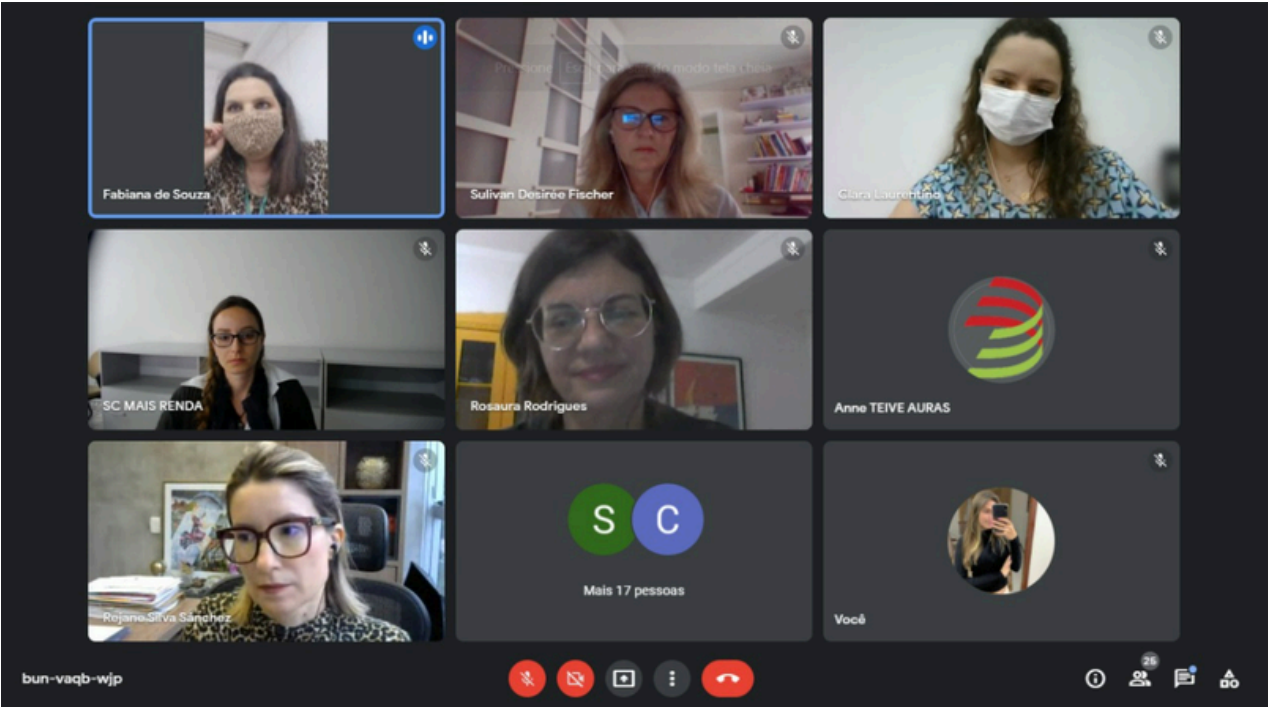 Fabiana de Souza
Sulivan Desirée Fischer
Clara Laurentino
SC MAIS RENDA
Rosaura Rodrigues
Anne TEIVE AURAS
Rejane Silva Sánchez
S C
Mais 17 pessoas
Você
bun-vaqb-wjp
25